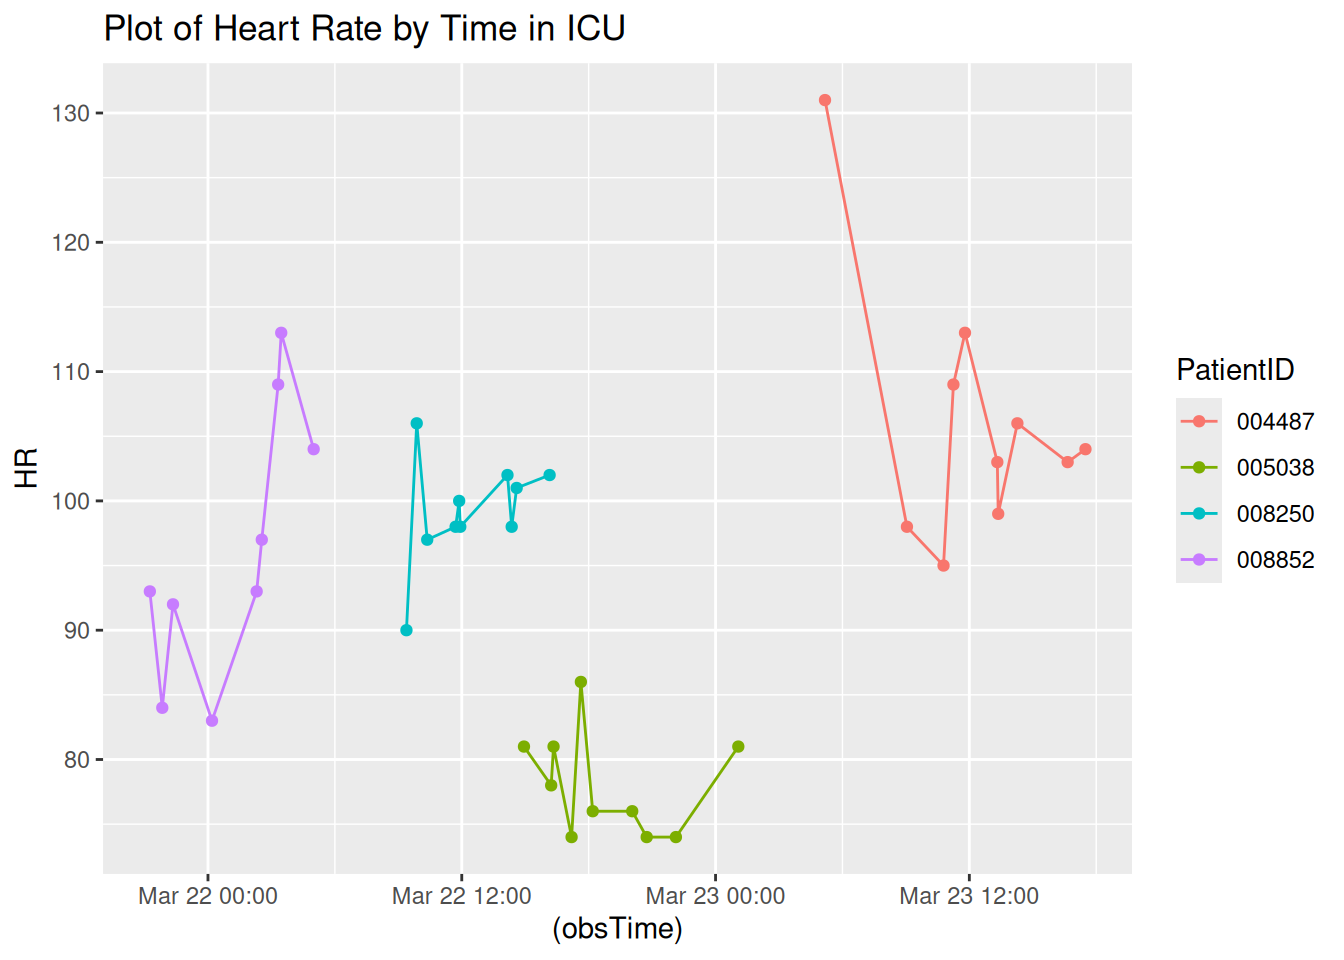 Plot of Heart Rate by Time in ICU
HR
130
120
110
100
90
80
Mar 22 00:00
Mar 22 12:00
Mar 23 00:00
Mar 23 12:00
(obsTime)
PatientID
004487
005038
008250
008852